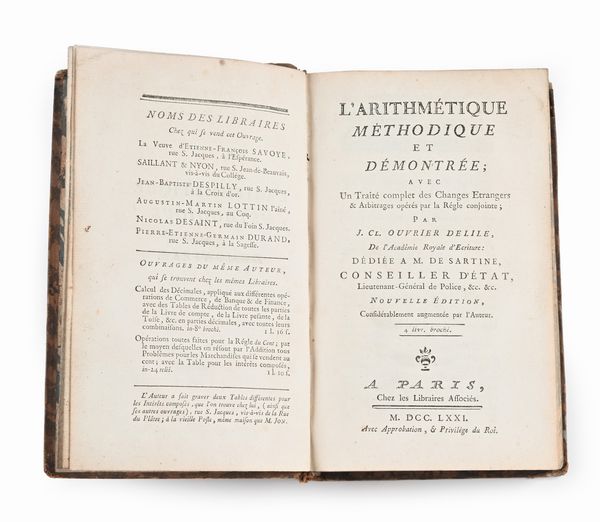 NOMS DES LIBRAIRES
Chez qui se vend cet Ouvrage.
La Veuve d'ETIENNE-FRANÇOIS SAVOYE,
rue S. Jacques, à l'Espérance.
SAILLANT & NYON, rue S. Jean-de-Beauvais,
vis-à-vis du Collége.
JEAN-BAPTISTE DESPILLY, rue S. Jacques,
à la Croix d'or.
AUGUSTIN-MARTIN LOTTIN l'aîné,
rue S. Jacques, au Coq.
NICOLAS DESAINT, rue du Foin S. Jacques.
PIERRE-ETIENNE-GERMAIN DURAND,
rue S. Jacques, à la Sagesse.
OUVRAGES DU MÊME AUTEUR,
qui se trouvent chez les mêmes Libraires.
Calcul des Décimales, appliqué aux différentes opé-
rations de Commerce, de Banque & de Finance,
avec des Tables de Réduction de toutes les parties
de la Livre de compte, de la Livre pesante, de la
Toise, &c. en parties décimales, avec toutes leurs
combinaisons. in-8° broché. 1 l. 16 s.
Opérations toutes faites pour la Régle du Cent; par
le moyen desquelles on résout par l'Addition tous
Problêmes pour les Marchandises qui se vendent au
cent; avec la Table pour les intérêts composés,
in-24 relié. 1 l. 10 s.
L'Auteur a fait graver deux Tables différentes pour
les Intérêts composés, que l'on trouve chez lui, (ainsi que
ses autres ouvrages). rue S. Jacques, vis-à-vis de la Rue
du Plâtre; à la vieille Poste, même maison que M. JON.
L'ARITHMÉTIQUE
MÉTHODIQUE
ET
DÉMONTRÉE;
AVEC
Un Traité complet des Changes Etrangers
& Arbitrages opérés par la Régle conjointe;
PAR
J. CL. OUVRIER DELILE,
De l'Académie Royale d'Ecriture:
DÉDIÉE A M. DE SARTINE,
CONSEILLER D'ÉTAT,
Lieutenant-Général de Police, &c. &c.
NOUVELLE ÉDITION,
Considérablement augmentée par l'Auteur.
4 livr. broché.
A PARIS,
Chez les Libraires Associés.
M. DCC. LXXI.
Avec Approbation, & Privilége du Roi.